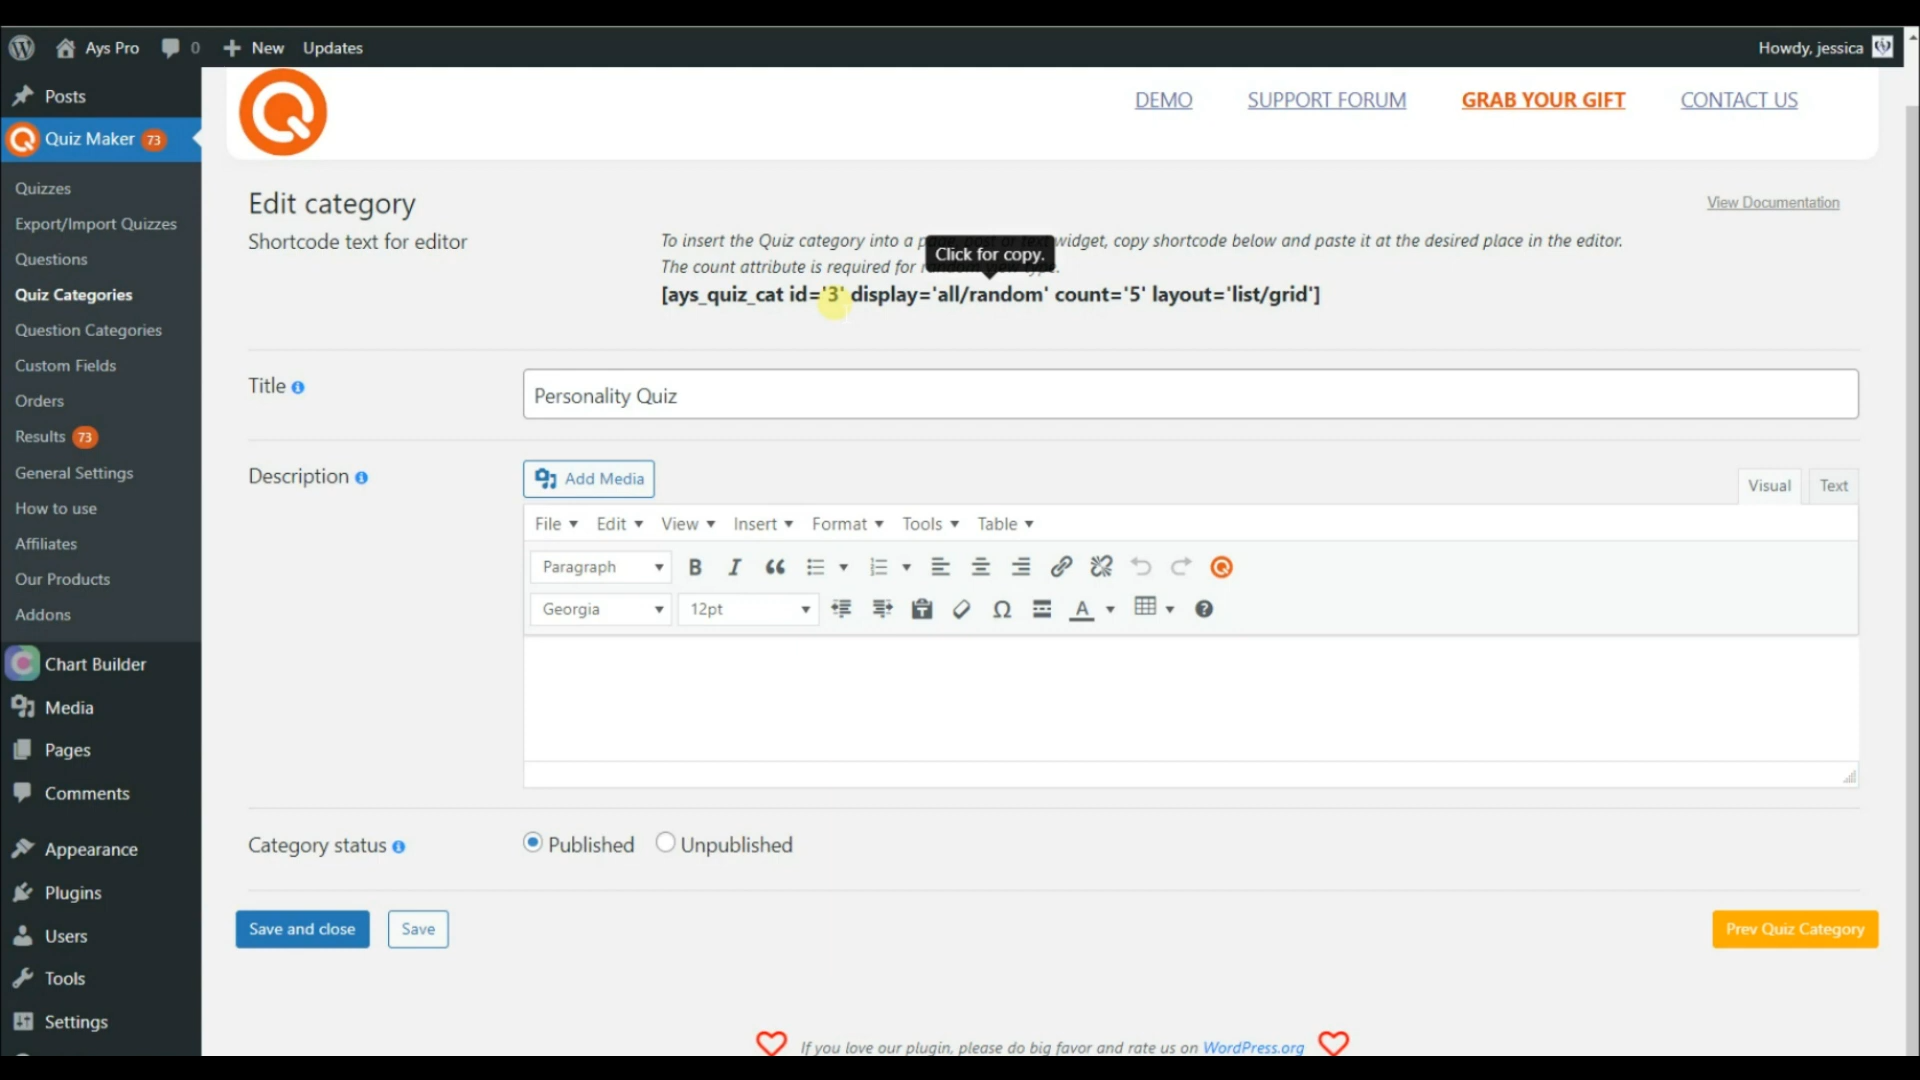 Ays Pro
0
New
Updates
Howdy, jessica
Posts
Quiz Maker 73
Quizzes
Export/Import Quizzes
Questions
Quiz Categories
Question Categories
Custom Fields
Orders
Results 73
General Settings
How to use
Affiliates
Our Products
Addons
Chart Builder
Media
Pages
Comments
Appearance
Plugins
Users
Tools
Settings
DEMO
SUPPORT FORUM
GRAB YOUR GIFT
CONTACT US
Edit category
View Documentation
Shortcode text for editor
To insert the Quiz category into a widget, copy shortcode below and paste it at the desired place in the editor.
Click for copy.
The count attribute is required for
[ays_quiz_cat id='3' display='all/random' count='5' layout='list/grid']
Title
Personality Quiz
Description
Add Media
Visual
Text
File Edit View Insert Format Tools Table
Paragraph
Georgia
12pt
Category status
Published
Unpublished
Save and close
Save
Prev Quiz Category
If you love our plugin, please do big favor and rate us on WordPress.org